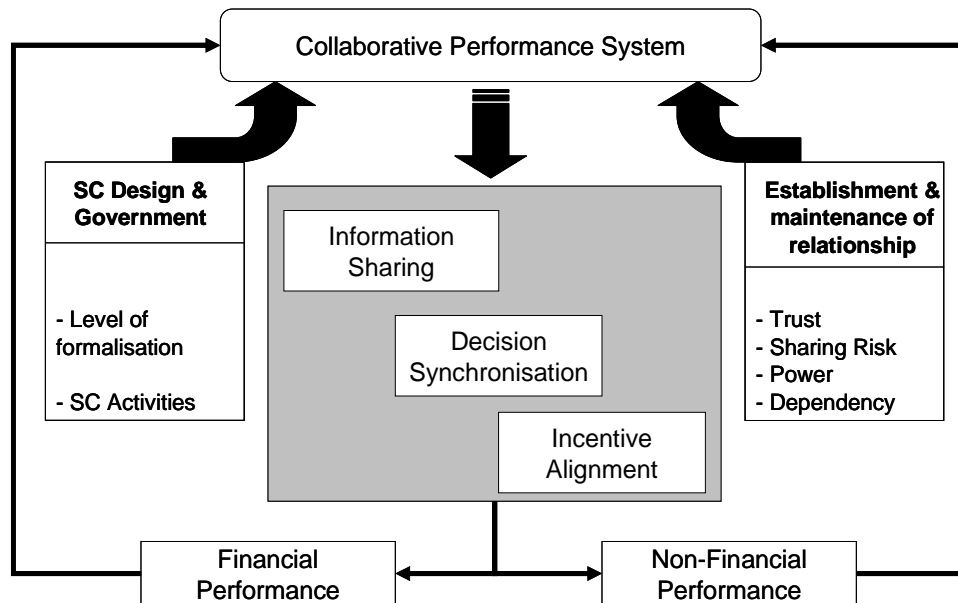 Collaborative Performance System
SC Design &
Government
- Level of
formalisation
- SC Activities
Information
Sharing
Decision
Synchronisation
Incentive
Alignment
Establishment &
maintenance of
relationship
- Trust
- Sharing Risk
- Power
- Dependency
Financial
Performance
Non-Financial
Performance